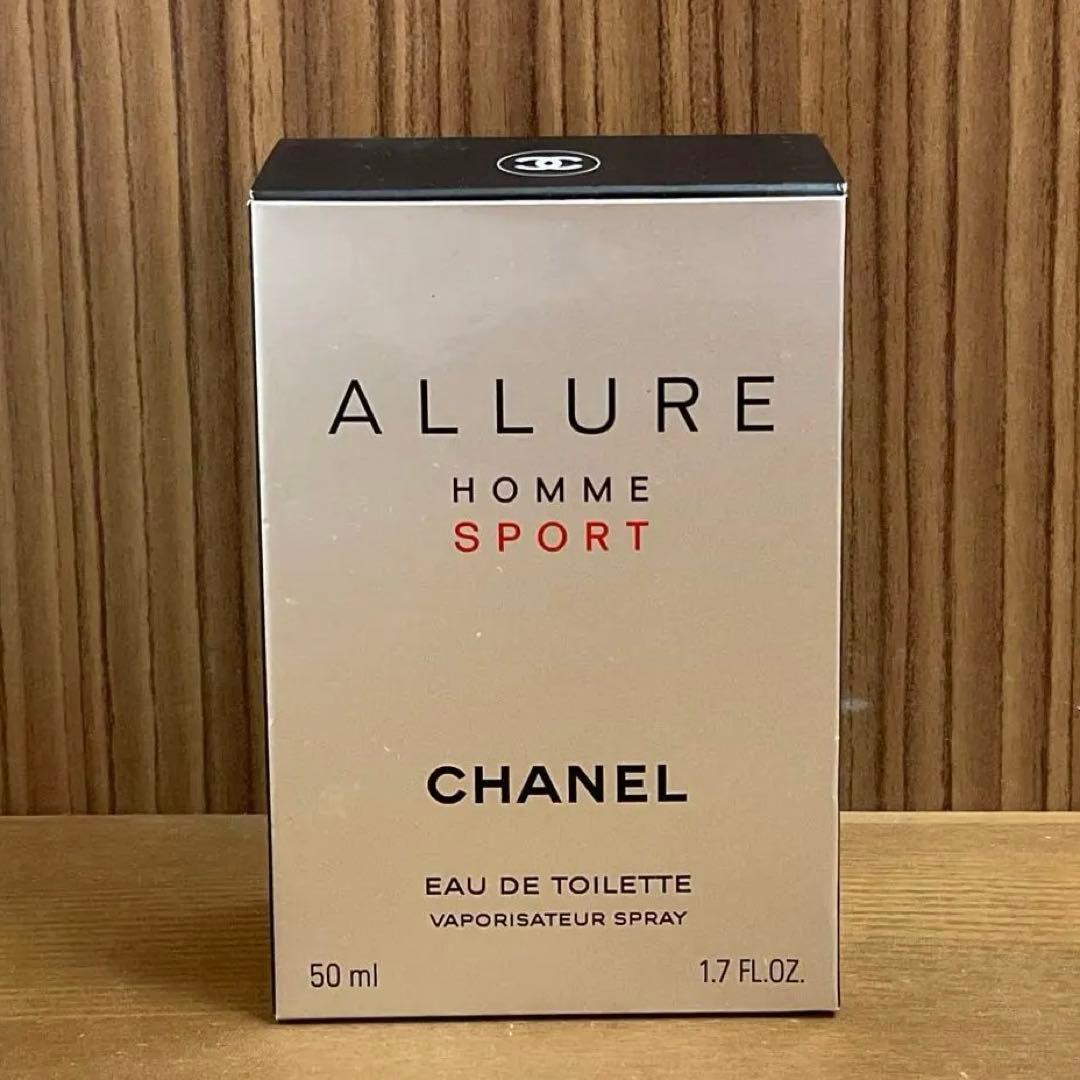 ALLURE
HOMME
SPORT
CHANEL
EAU DE TOILETTE
VAPORISATEUR SPRAY
50 ml 1.7 FL.OZ.